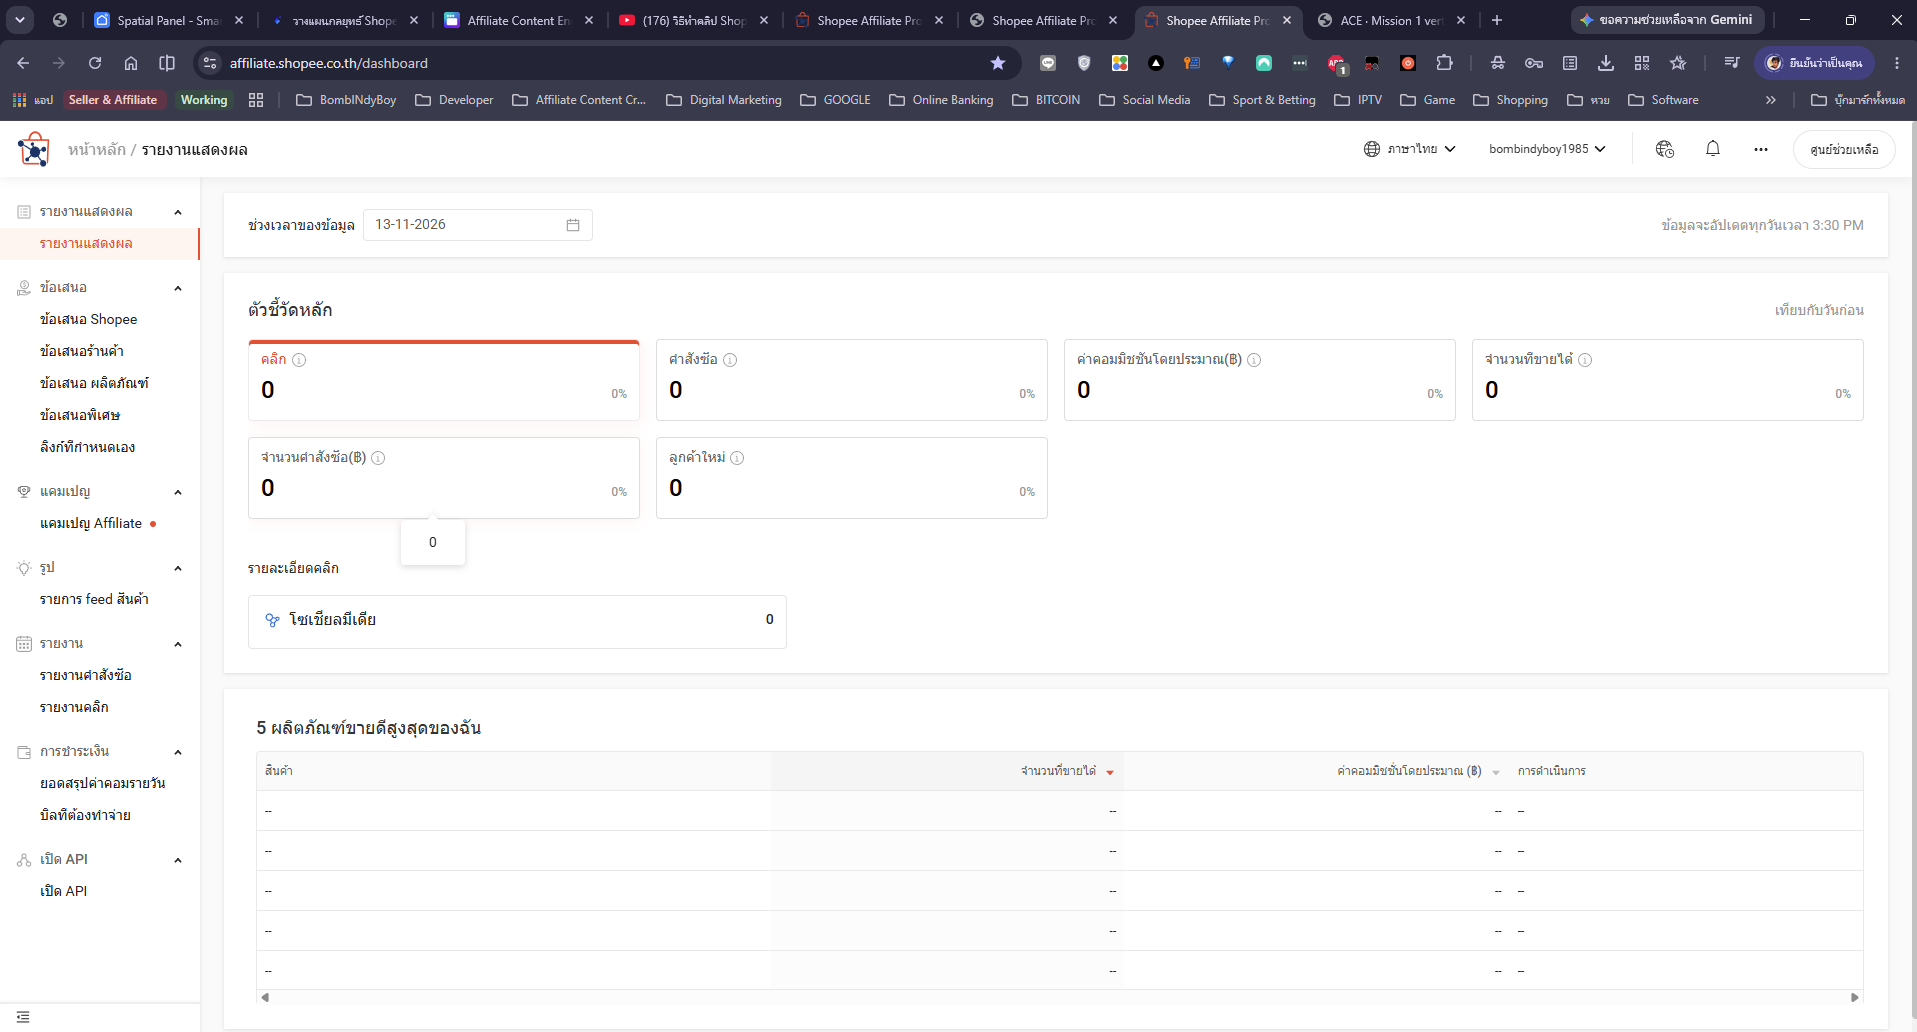 Spatial Panel - Sma
วางแผนกลยุทธ์ Shope
Affiliate Content En
(176) วิธีทำคลิป Shop
Shopee Affiliate Pro
Shopee Affiliate Pro
Shopee Affiliate Pro
ACE · Mission 1 vert
ขอความช่วยเหลือจาก Gemini
affiliate.shopee.co.th/dashboard
ABP
1
ยืนยันว่าเป็นคุณ
แอป
Seller & Affiliate
Working
BombINdyBoy
Developer
Affiliate Content Cr...
Digital Marketing
GOOGLE
Online Banking
BITCOIN
Social Media
Sport & Betting
IPTV
Game
Shopping
หวย
Software
บุ๊กมาร์กทั้งหมด
หน้าหลัก / รายงานแสดงผล
ภาษาไทย
bombindyboy1985
ศูนย์ช่วยเหลือ
รายงานแสดงผล
รายงานแสดงผล
ข้อเสนอ
ข้อเสนอ Shopee
ข้อเสนอร้านค้า
ข้อเสนอ ผลิตภัณฑ์
ข้อเสนอพิเศษ
ลิงก์ที่กำหนดเอง
แคมเปญ
แคมเปญ Affiliate
รูป
รายการ feed สินค้า
รายงาน
รายงานคำสั่งซื้อ
รายงานคลิก
การชำระเงิน
ยอดสรุปค่าคอมรายวัน
บิลที่ต้องทำจ่าย
เปิด API
เปิด API
ช่วงเวลาของข้อมูล 13-11-2026
ข้อมูลจะอัปเดตทุกวันเวลา 3:30 PM
ตัวชี้วัดหลัก
เทียบกับวันก่อน
คลิก
0 0%
คำสั่งซื้อ
0 0%
ค่าคอมมิชชันโดยประมาณ(฿)
0 0%
จำนวนที่ขายได้
0 0%
จำนวนคำสั่งซื้อ(฿)
0 0%
ลูกค้าใหม่
0 0%
0
รายละเอียดคลิก
โซเชียลมีเดีย 0
5 ผลิตภัณฑ์ขายดีสูงสุดของฉัน
สินค้า จำนวนที่ขายได้ ค่าคอมมิชชั่นโดยประมาณ (฿) การดำเนินการ
-- -- -- --
-- -- -- --
-- -- -- --
-- -- -- --
-- -- -- --